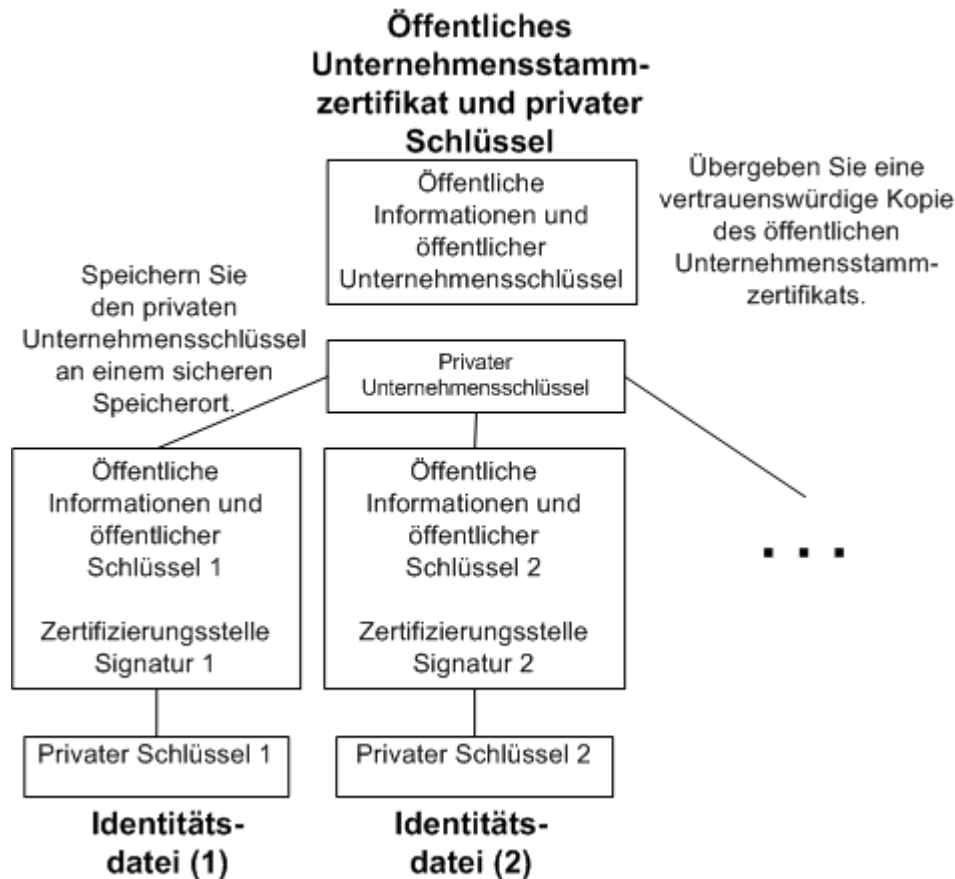 Öffentliches
Unternehmensstamm-
zertifikat und privater
Schlüssel
Öffentliche
Informationen und
öffentlicher
Unternehmensschlüssel
Übergeben Sie eine
vertrauenswürdige Kopie
des öffentlichen
Unternehmensstamm-
zertifikats.
Speichern Sie
den privaten
Unternehmensschlüssel
an einem sicheren
Speicherort.
Privater
Unternehmensschlüssel
Öffentliche
Informationen und
öffentlicher
Schlüssel 1
Zertifizierungsstelle
Signatur 1
Öffentliche
Informationen und
öffentlicher
Schlüssel 2
Zertifizierungsstelle
Signatur 2
. . .
Privater Schlüssel 1
Privater Schlüssel 2
Identitäts-
datei (1)
Identitäts-
datei (2)